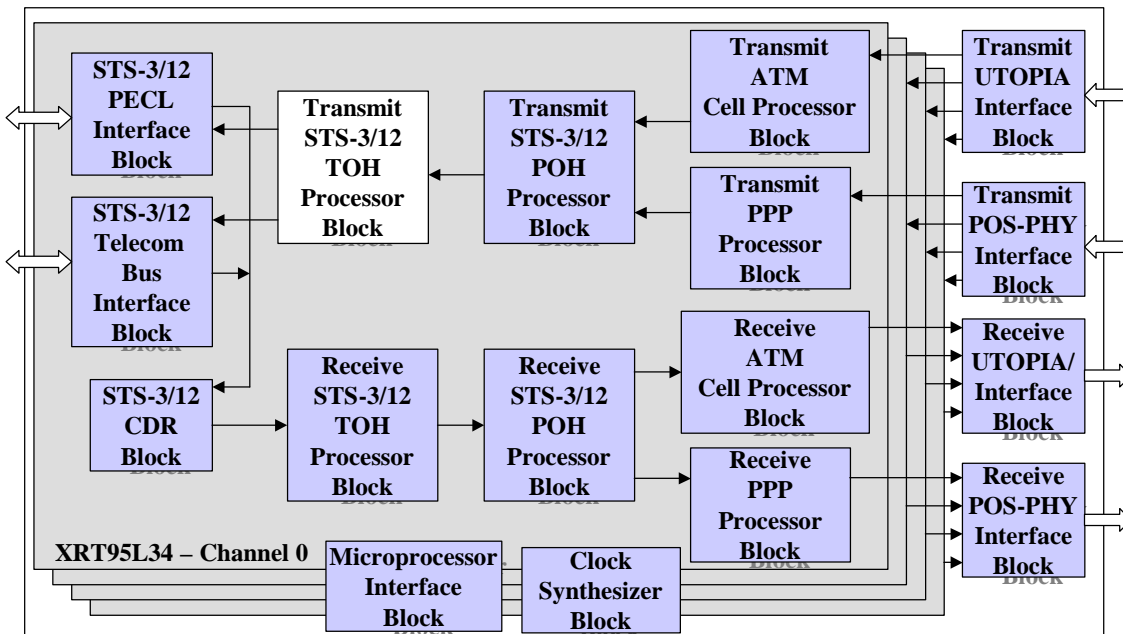 STS-3/12
PECL
Interface
Block
Transmit
STS-3/12
TOH
Processor
Block
Transmit
STS-3/12
POH
Processor
Block
Transmit
ATM
Cell Processor
Block
Transmit
UTOPIA
Interface
Block
STS-3/12
Telecom
Bus
Interface
Block
Transmit
PPP
Processor
Block
Transmit
POS-PHY
Interface
Block
STS-3/12
CDR
Block
Receive
STS-3/12
TOH
Processor
Block
Receive
STS-3/12
POH
Processor
Block
Receive
ATM
Cell Processor
Block
Receive
UTOPIA/
Interface
Block
Receive
PPP
Processor
Block
Receive
POS-PHY
Interface
Block
XRT95L34 – Channel 0
Microprocessor
Interface
Block
Clock
Synthesizer
Block